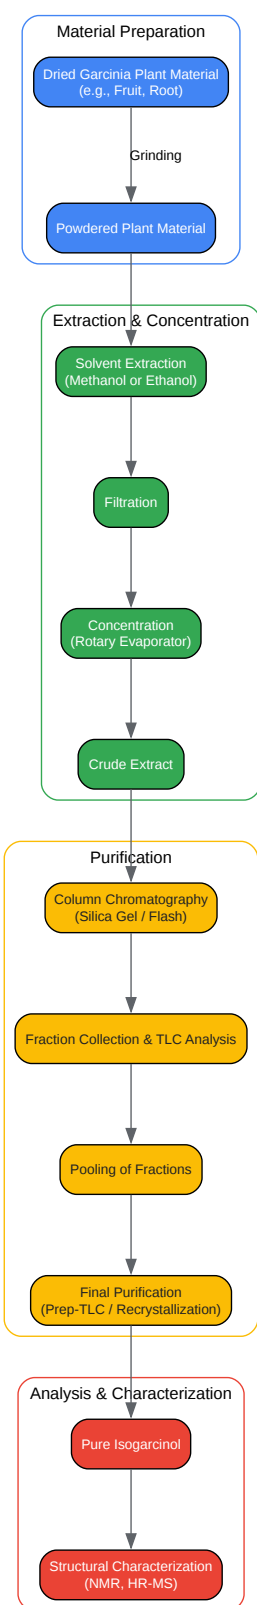 Material Preparation
Dried Garcinia Plant Material
(e.g., Fruit, Root)
Grinding
Powdered Plant Material
Extraction & Concentration
Solvent Extraction
(Methanol or Ethanol)
Filtration
Concentration
(Rotary Evaporator)
Crude Extract
Purification
Column Chromatography
(Silica Gel / Flash)
Fraction Collection & TLC Analysis
Pooling of Fractions
Final Purification
(Prep-TLC / Recrystallization)
Analysis & Characterization
Pure Isogarcinol
Structural Characterization
(NMR, HR-MS)